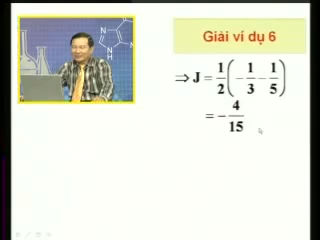 Giải ví dụ 6
⇒ J = 1/2 (− 1/3 − 1/5)
= − 4/15